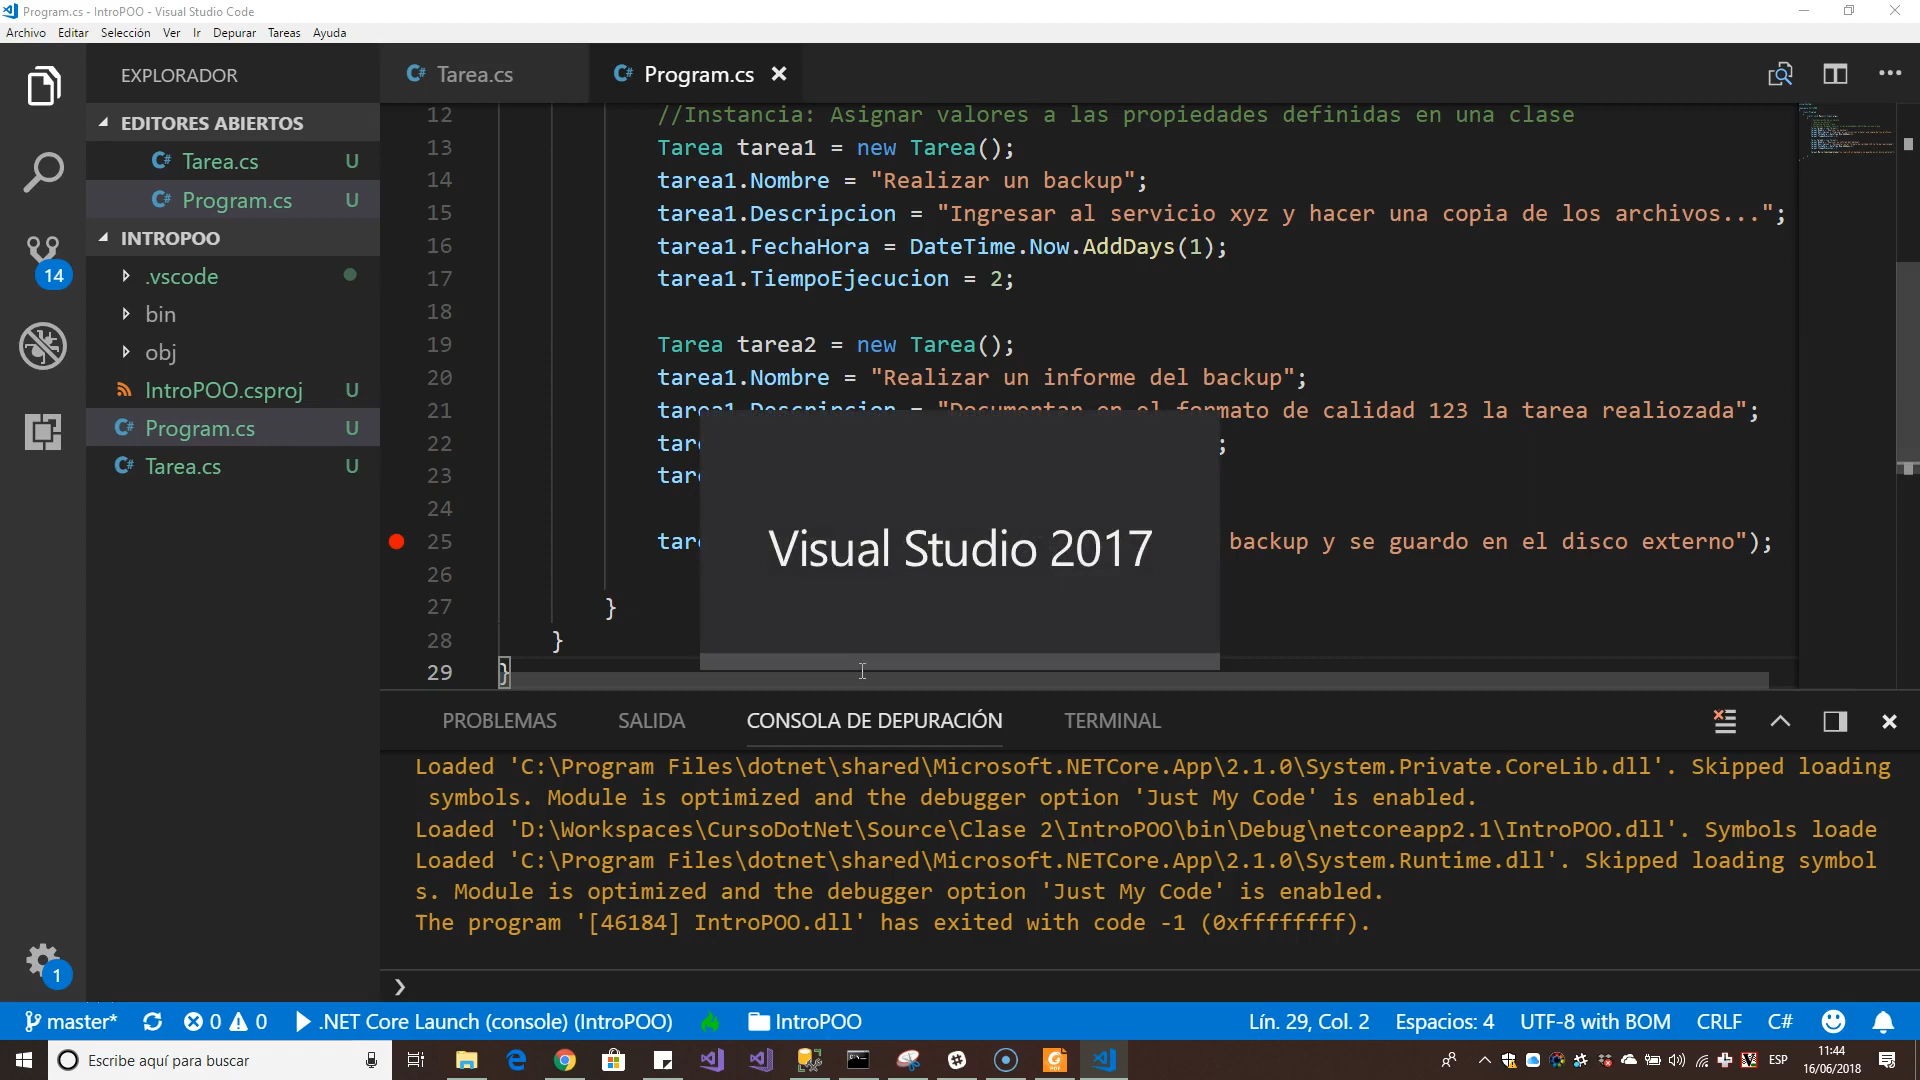 Program.cs - IntroPOO - Visual Studio Code
Archivo Editar Selección Ver Ir Depurar Tareas Ayuda
EXPLORADOR
EDITORES ABIERTOS
C# Tarea.cs U
C# Program.cs U
INTROPOO
.vscode
bin
obj
IntroPOO.csproj U
C# Program.cs U
C# Tarea.cs U
14
1
C# Tarea.cs
C# Program.cs
12 //Instancia: Asignar valores a las propiedades definidas en una clase
13 Tarea tarea1 = new Tarea();
14 tarea1.Nombre = "Realizar un backup";
15 tarea1.Descripcion = "Ingresar al servicio xyz y hacer una copia de los archivos...";
16 tarea1.FechaHora = DateTime.Now.AddDays(1);
17 tarea1.TiempoEjecucion = 2;
18
19 Tarea tarea2 = new Tarea();
20 tarea1.Nombre = "Realizar un informe del backup";
21 tarea1.Descripcion = "Documentar en el formato de calidad 123 la tarea realiozada";
22 tare ;
23 tare
24
25 tare backup y se guardo en el disco externo");
26
27 }
28 }
29 }
Visual Studio 2017
PROBLEMAS SALIDA CONSOLA DE DEPURACIÓN TERMINAL
Loaded 'C:\Program Files\dotnet\shared\Microsoft.NETCore.App\2.1.0\System.Private.CoreLib.dll'. Skipped loading
symbols. Module is optimized and the debugger option 'Just My Code' is enabled.
Loaded 'D:\Workspaces\CursoDotNet\Source\Clase 2\IntroPOO\bin\Debug\netcoreapp2.1\IntroPOO.dll'. Symbols loade
Loaded 'C:\Program Files\dotnet\shared\Microsoft.NETCore.App\2.1.0\System.Runtime.dll'. Skipped loading symbol
s. Module is optimized and the debugger option 'Just My Code' is enabled.
The program '[46184] IntroPOO.dll' has exited with code -1 (0xffffffff).
master* 0 0 .NET Core Launch (console) (IntroPOO) IntroPOO Lín. 29, Col. 2 Espacios: 4 UTF-8 with BOM CRLF C#
Escribe aquí para buscar
ESP
11:44
16/06/2018